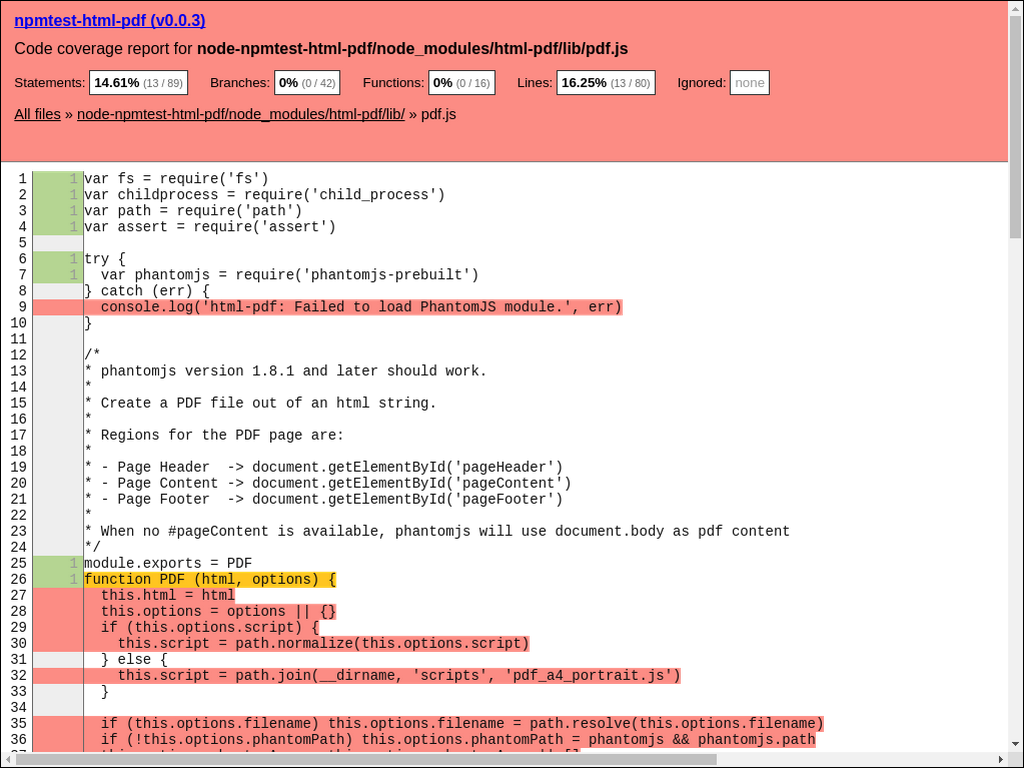 npmtest-html-pdf (v0.0.3)
Code coverage report for node-npmtest-html-pdf/node_modules/html-pdf/lib/pdf.js
Statements: 14.61% (13 / 89) Branches: 0% (0 / 42) Functions: 0% (0 / 16) Lines: 16.25% (13 / 80) Ignored: none
All files » node-npmtest-html-pdf/node_modules/html-pdf/lib/ » pdf.js
1 1 var fs = require('fs')
2 1 var childprocess = require('child_process')
3 1 var path = require('path')
4 1 var assert = require('assert')
5
6 1 try {
7 1   var phantomjs = require('phantomjs-prebuilt')
8 } catch (err) {
9   console.log('html-pdf: Failed to load PhantomJS module.', err)
10 }
11
12 /*
13 * phantomjs version 1.8.1 and later should work.
14 *
15 * Create a PDF file out of an html string.
16 *
17 * Regions for the PDF page are:
18 *
19 * - Page Header  -> document.getElementById('pageHeader')
20 * - Page Content -> document.getElementById('pageContent')
21 * - Page Footer  -> document.getElementById('pageFooter')
22 *
23 * When no #pageContent is available, phantomjs will use document.body as pdf content
24 */
25 1 module.exports = PDF
26 1 function PDF (html, options) {
27   this.html = html
28   this.options = options || {}
29   if (this.options.script) {
30     this.script = path.normalize(this.options.script)
31   } else {
32     this.script = path.join(__dirname, 'scripts', 'pdf_a4_portrait.js')
33   }
34
35   if (this.options.filename) this.options.filename = path.resolve(this.options.filename)
36   if (!this.options.phantomPath) this.options.phantomPath = phantomjs && phantomjs.path